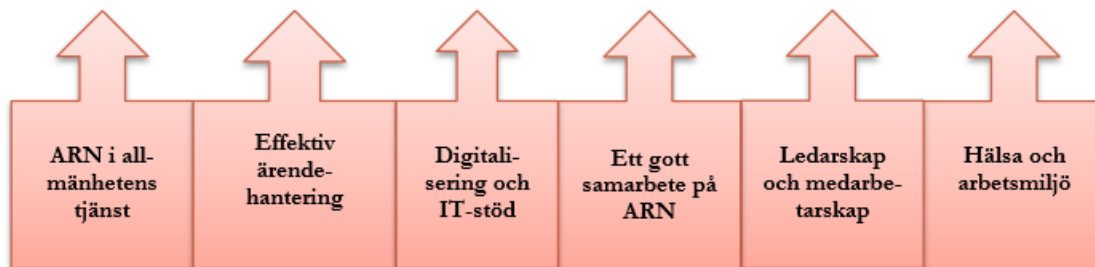 ARN i all-
mänhetens
tjänst
Effektiv
ärende-
hantering
Digitali-
sering och
IT-stöd
Ett gott
samarbete på
ARN
Ledarskap
och medarbe-
tarskap
Hälsa och
arbetsmiljö